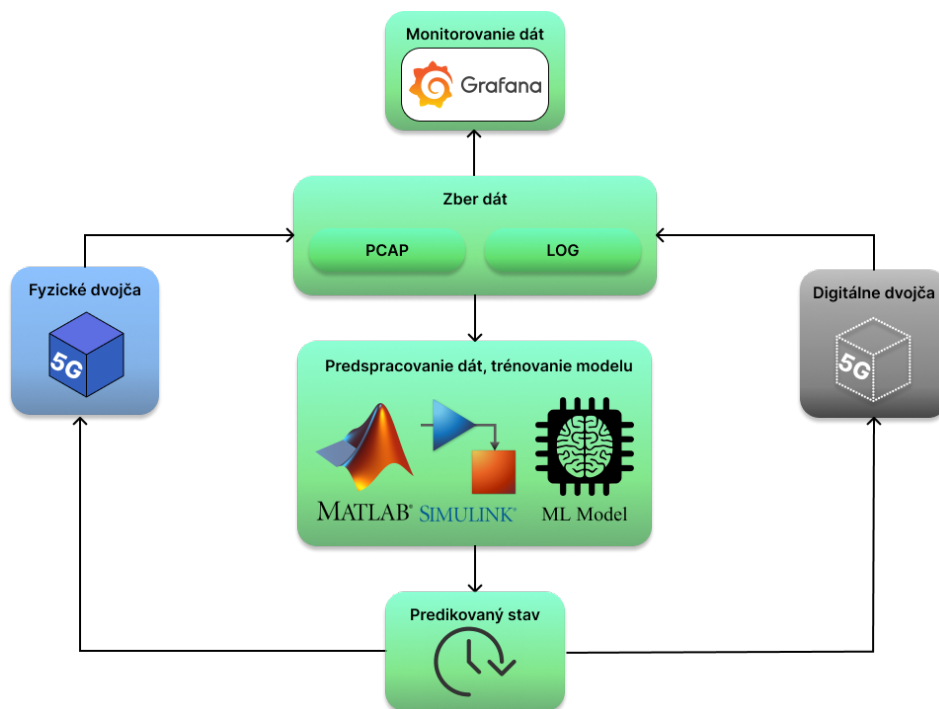 Monitorovanie dát
Grafana
Zber dát
PCAP
LOG
Fyzické dvojča
5G
Digitálne dvojča
5G
Predspracovanie dát, trénovanie modelu
MATLAB®
SIMULINK®
ML Model
Predikovaný stav